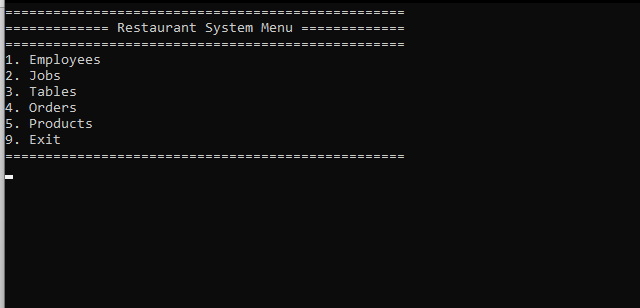 ==================================================
============= Restaurant System Menu =============
==================================================
1. Employees
2. Jobs
3. Tables
4. Orders
5. Products
9. Exit
==================================================